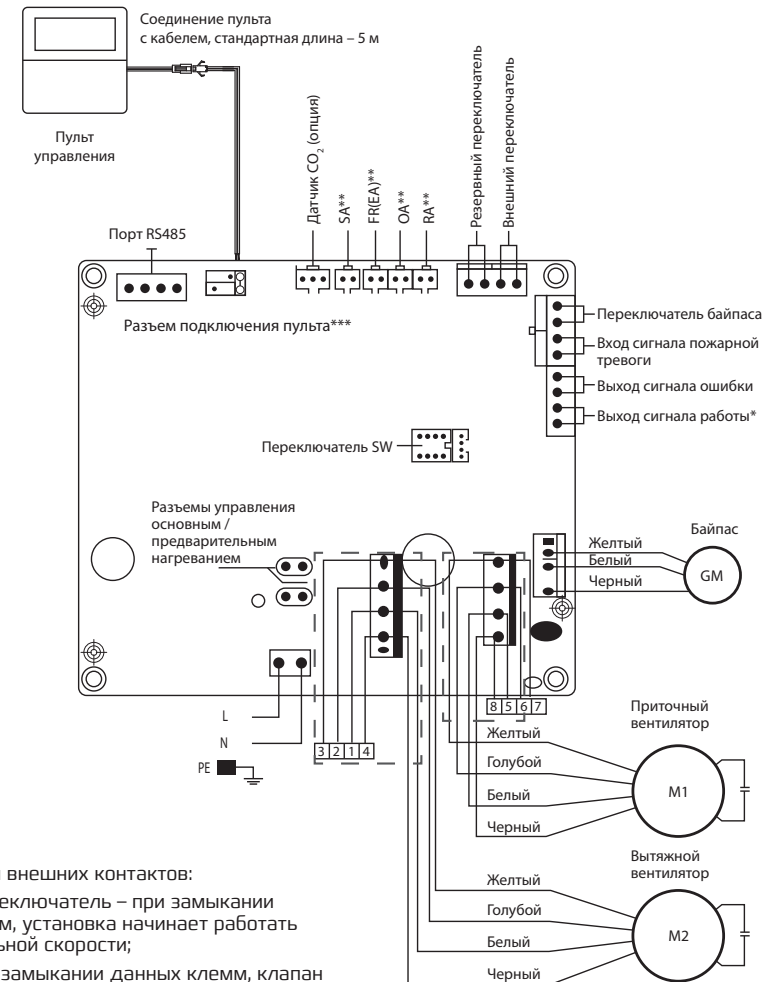 Соединение пульта
с кабелем, стандартная длина – 5 м
Пульт
управления
Датчик CO2 (опция)
SA**
FR(EA)**
OA**
RA**
Резервный переключатель
Внешний переключатель
Порт RS485
Разъем подключения пульта***
Переключатель байпаса
Вход сигнала пожарной
тревоги
Выход сигнала ошибки
Выход сигнала работы*
Переключатель SW
Разъемы управления
основным /
предварительным
нагреванием
Желтый
Белый
Черный
Байпас
GM
L
N
PE
3 2 1 4
8 5 6 7
Приточный
вентилятор
Желтый
Голубой
Белый
Черный
M1
Вытяжной
вентилятор
Желтый
Голубой
Белый
Черный
M2
внешних контактов:
– при замыкании
установка начинает работать
скорости;
замыкании данных клемм, клапан